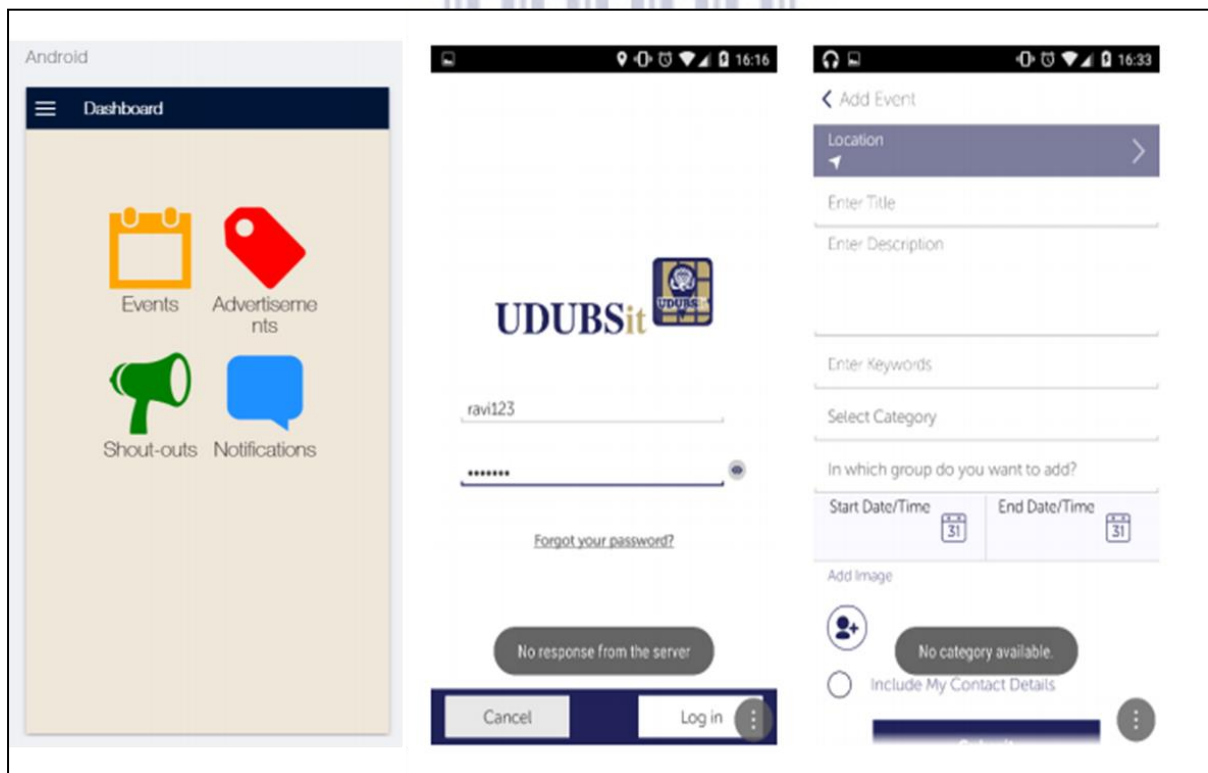 Android
Dashboard
Events
Advertiseme
nts
Shout-outs
Notifications
16:16
UDUBSit
UDUBS
ravi123
•••••••
Forgot your password?
No response from the server
Cancel
Log in
16:33
Add Event
Location
Enter Title
Enter Description
Enter Keywords
Select Category
In which group do you want to add?
Start Date/Time
31
End Date/Time
31
Add Image
No category available.
Include My Contact Details